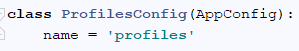 class ProfilesConfig(AppConfig):
    name = 'profiles'